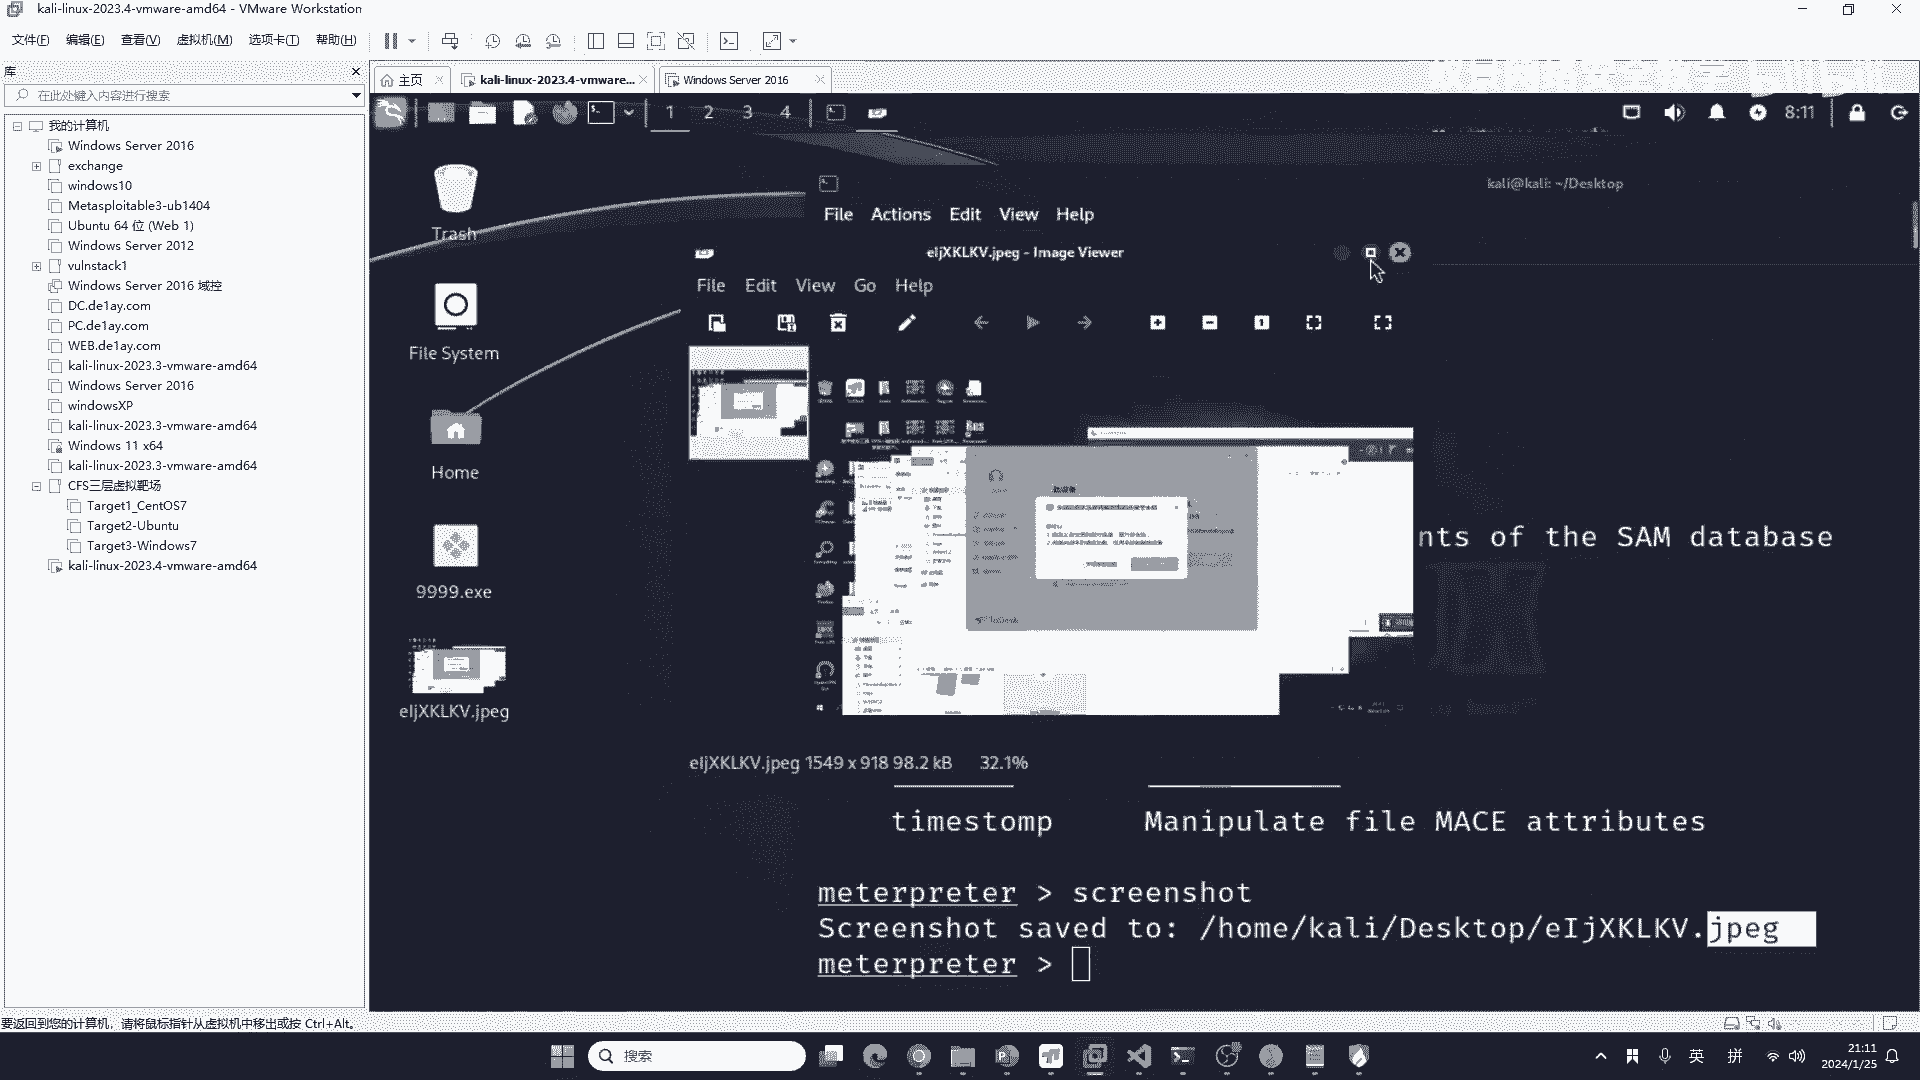 kali-linux-2023.4-vmware-amd64 - VMware Workstation
文件(F) 编辑(E) 查看(V) 虚拟机(M) 选项卡(T) 帮助(H)
库
在此处键入内容进行搜索
主页 kali-linux-2023.4-vmware... Windows Server 2016
我的计算机
Windows Server 2016
exchange
windows10
Metasploitable3-ub1404
Ubuntu 64 位 (Web 1)
Windows Server 2012
vulnstack1
Windows Server 2016 域控
DC.de1ay.com
PC.de1ay.com
WEB.de1ay.com
kali-linux-2023.3-vmware-amd64
Windows Server 2016
windowsXP
kali-linux-2023.4-vmware-amd64
Windows 11 x64
kali-linux-2023.3-vmware-amd64
CFS三层虚拟靶场
Target1_CentOS7
Target2-Ubuntu
Target3-Windows7
kali-linux-2023.4-vmware-amd64
1 2 3 4 8:11
Trash
File System
Home
9999.exe
eIjXKLKV.jpeg
kali@kali: ~/Desktop
File Actions Edit View Help
eIjXKLKV.jpeg - Image Viewer
File Edit View Go Help
nts of the SAM database
eIjXKLKV.jpeg 1549 x 918 98.2 kB 32.1%
timestomp Manipulate file MACE attributes
meterpreter > screenshot
Screenshot saved to: /home/kali/Desktop/eIjXKLKV.jpeg
meterpreter >
要返回到您的计算机，请将鼠标指针从虚拟机中移出或按 Ctrl+Alt。
搜索
英 拼
21:11
2024/1/25